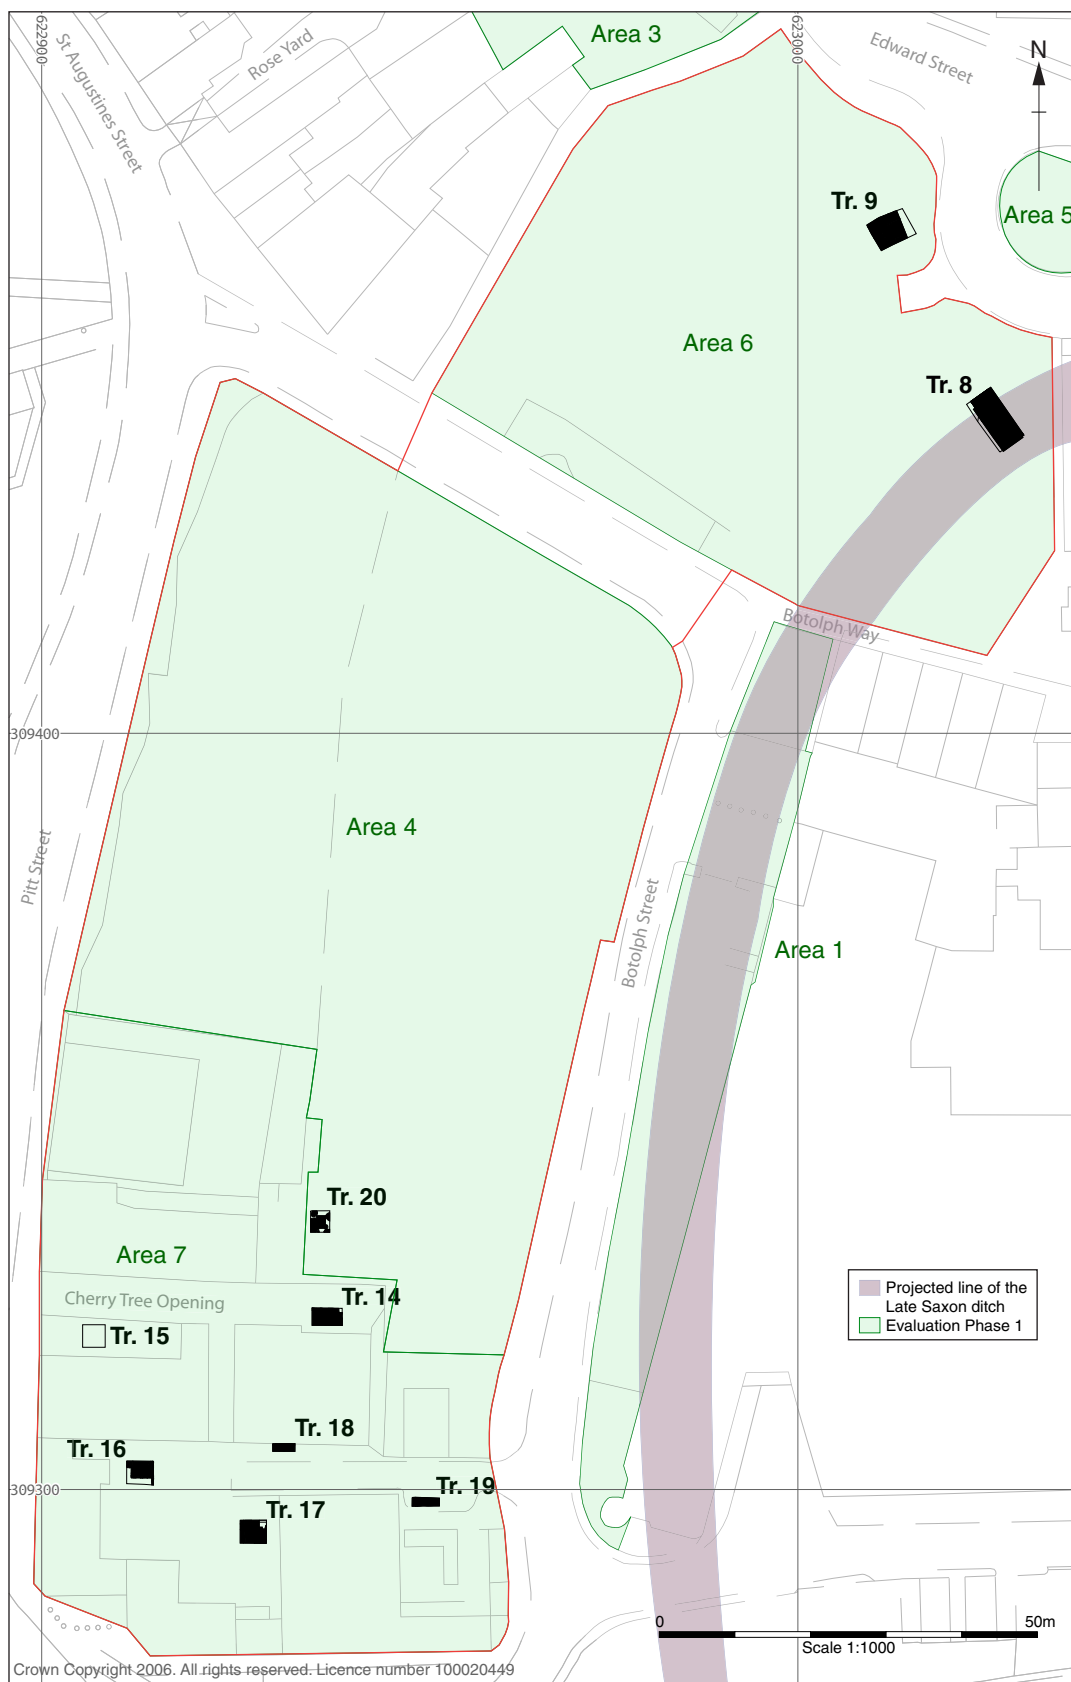 622900
St Augustines Street
Rose Yard
Area 3
623000
Edward Street
N
Tr. 9
Area 5
Area 6
Tr. 8
Botolph Way
309400
Pitt Street
Area 4
Botolph Street
Area 1
Tr. 20
Area 7
Cherry Tree Opening
Tr. 14
Tr. 15
Projected line of the
Late Saxon ditch
Evaluation Phase 1
Tr. 18
Tr. 16
309300
Tr. 19
Tr. 17
0
50m
Scale 1:1000
Crown Copyright 2006. All rights reserved. Licence number 100020449